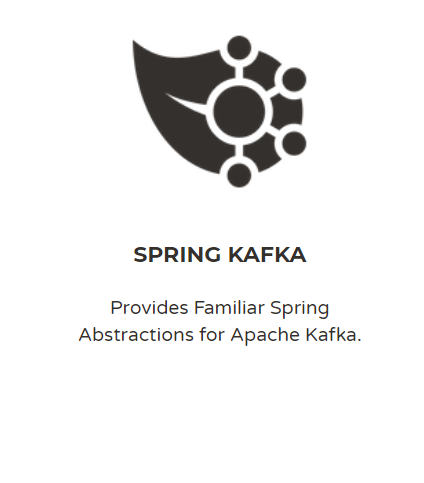 SPRING KAFKA
Provides Familiar Spring
Abstractions for Apache Kafka.